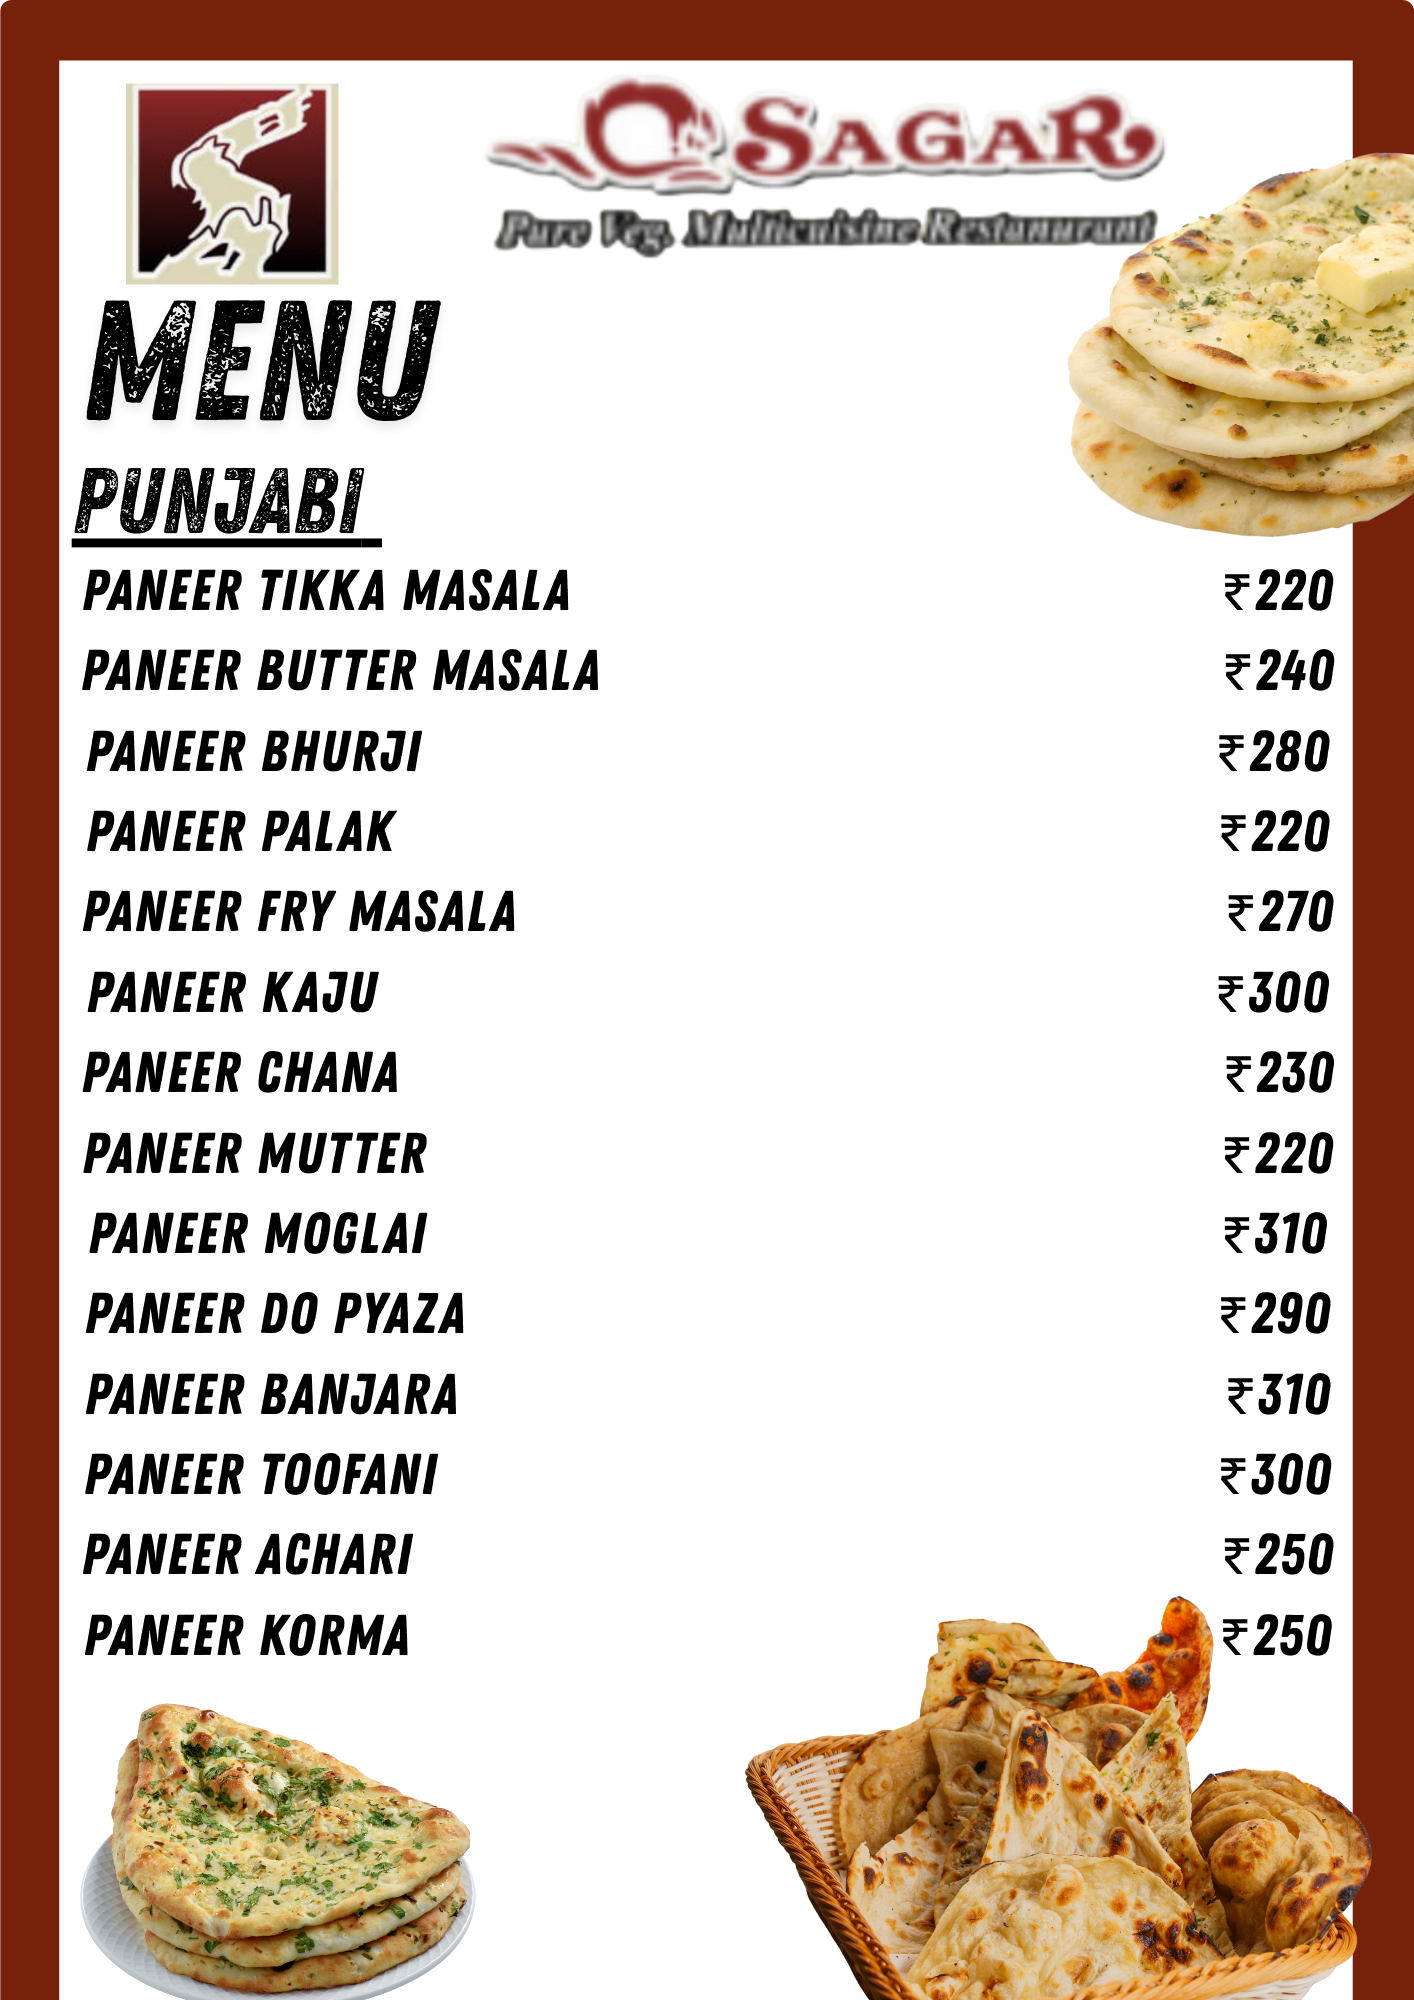 SAGAR
Pure Veg. Multicuisine Restaunurant
MENU
PUNJABI
PANEER TIKKA MASALA ₹220
PANEER BUTTER MASALA ₹240
PANEER BHURJI ₹280
PANEER PALAK ₹220
PANEER FRY MASALA ₹270
PANEER KAJU ₹300
PANEER CHANA ₹230
PANEER MUTTER ₹220
PANEER MOGLAI ₹310
PANEER DO PYAZA ₹290
PANEER BANJARA ₹310
PANEER TOOFANI ₹300
PANEER ACHARI ₹250
PANEER KORMA ₹250